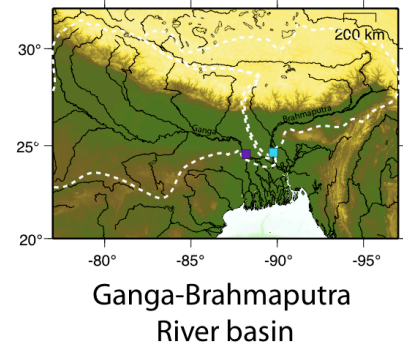 30°
200 km
Brahmaputra
Ganga
25°
20°
-80°
-85°
-90°
-95°
Ganga-Brahmaputra
River basin